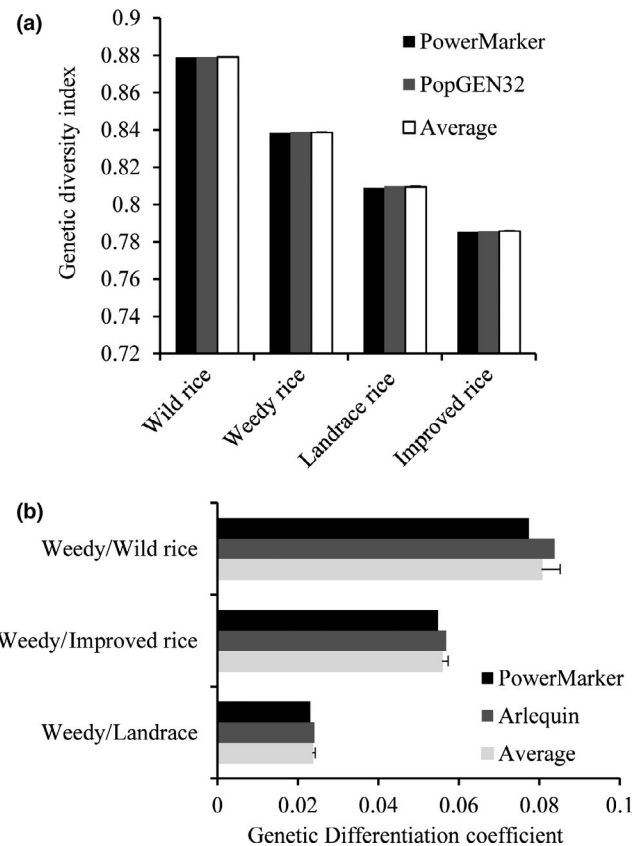 (a)
0.9
0.88
0.86
0.84
0.82
0.8
0.78
0.76
0.74
0.72
Genetic diversity index
PowerMarker
PopGEN32
Average
Wild rice
Weedy rice
Landrace rice
Improved rice
(b)
Weedy/Wild rice
Weedy/Improved rice
Weedy/Landrace
PowerMarker
Arlequin
Average
0
0.02
0.04
0.06
0.08
0.1
Genetic Differentiation coefficient